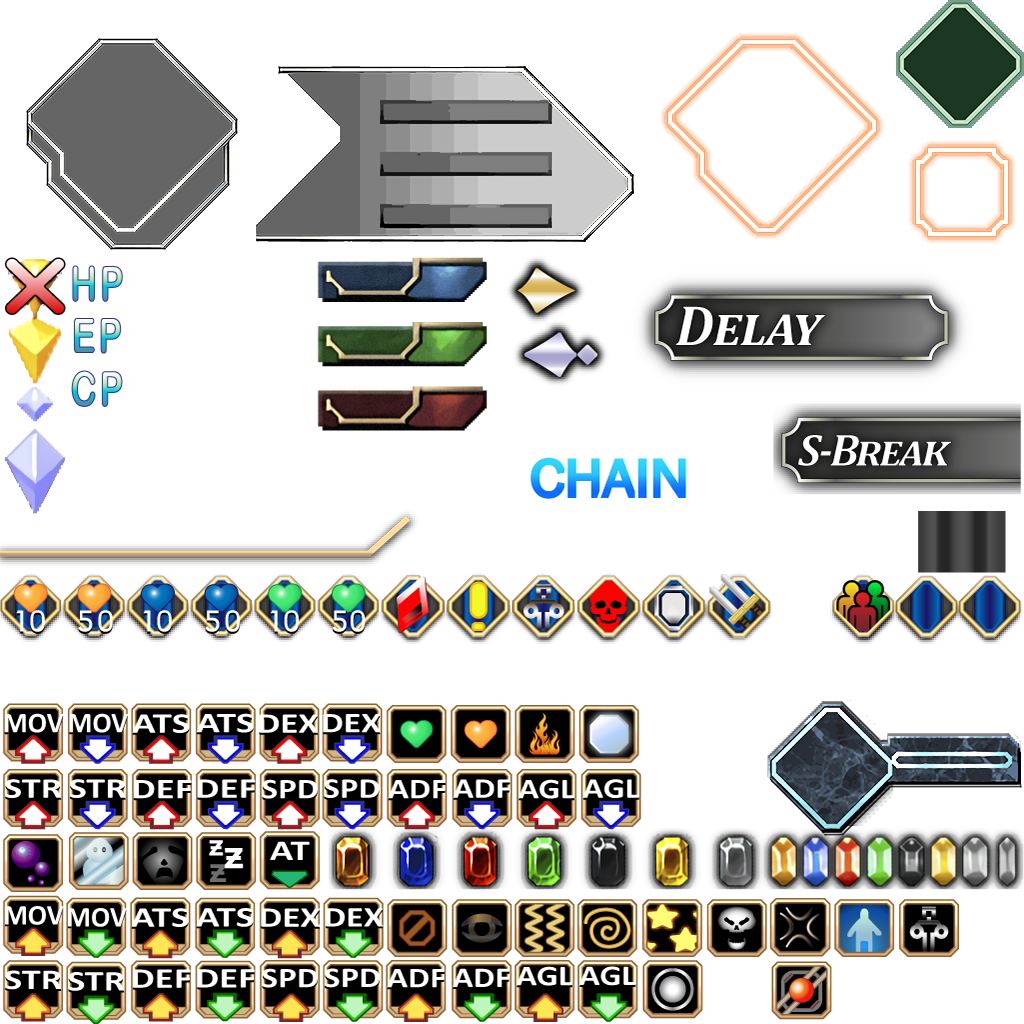 HP
EP
CP
DELAY
S-BREAK
CHAIN
10 50 10 50 10 50
MOV MOV ATS ATS DEX DEX
STR STR DEF DEF SPD SPD ADF ADF AGL AGL
zZz AT
MOV MOV ATS ATS DEX DEX
STR STR DEF DEF SPD SPD ADF ADF AGL AGL